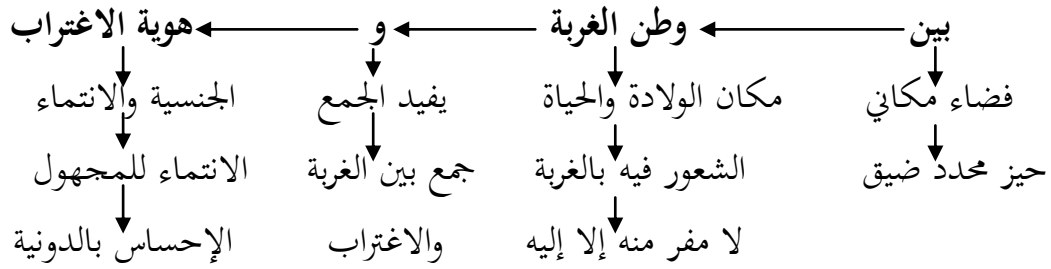 بين وطن الغربة و هوية الاغتراب
فضاء مكاني مكان الولادة والحياة يفيد الجمع الجنسية والانتماء
حيز محدد ضيق الشعور فيه بالغربة جمع بين الغربة الانتماء للمجهول
لا مفر منه إلا إليه والاغتراب الإحساس بالدونية